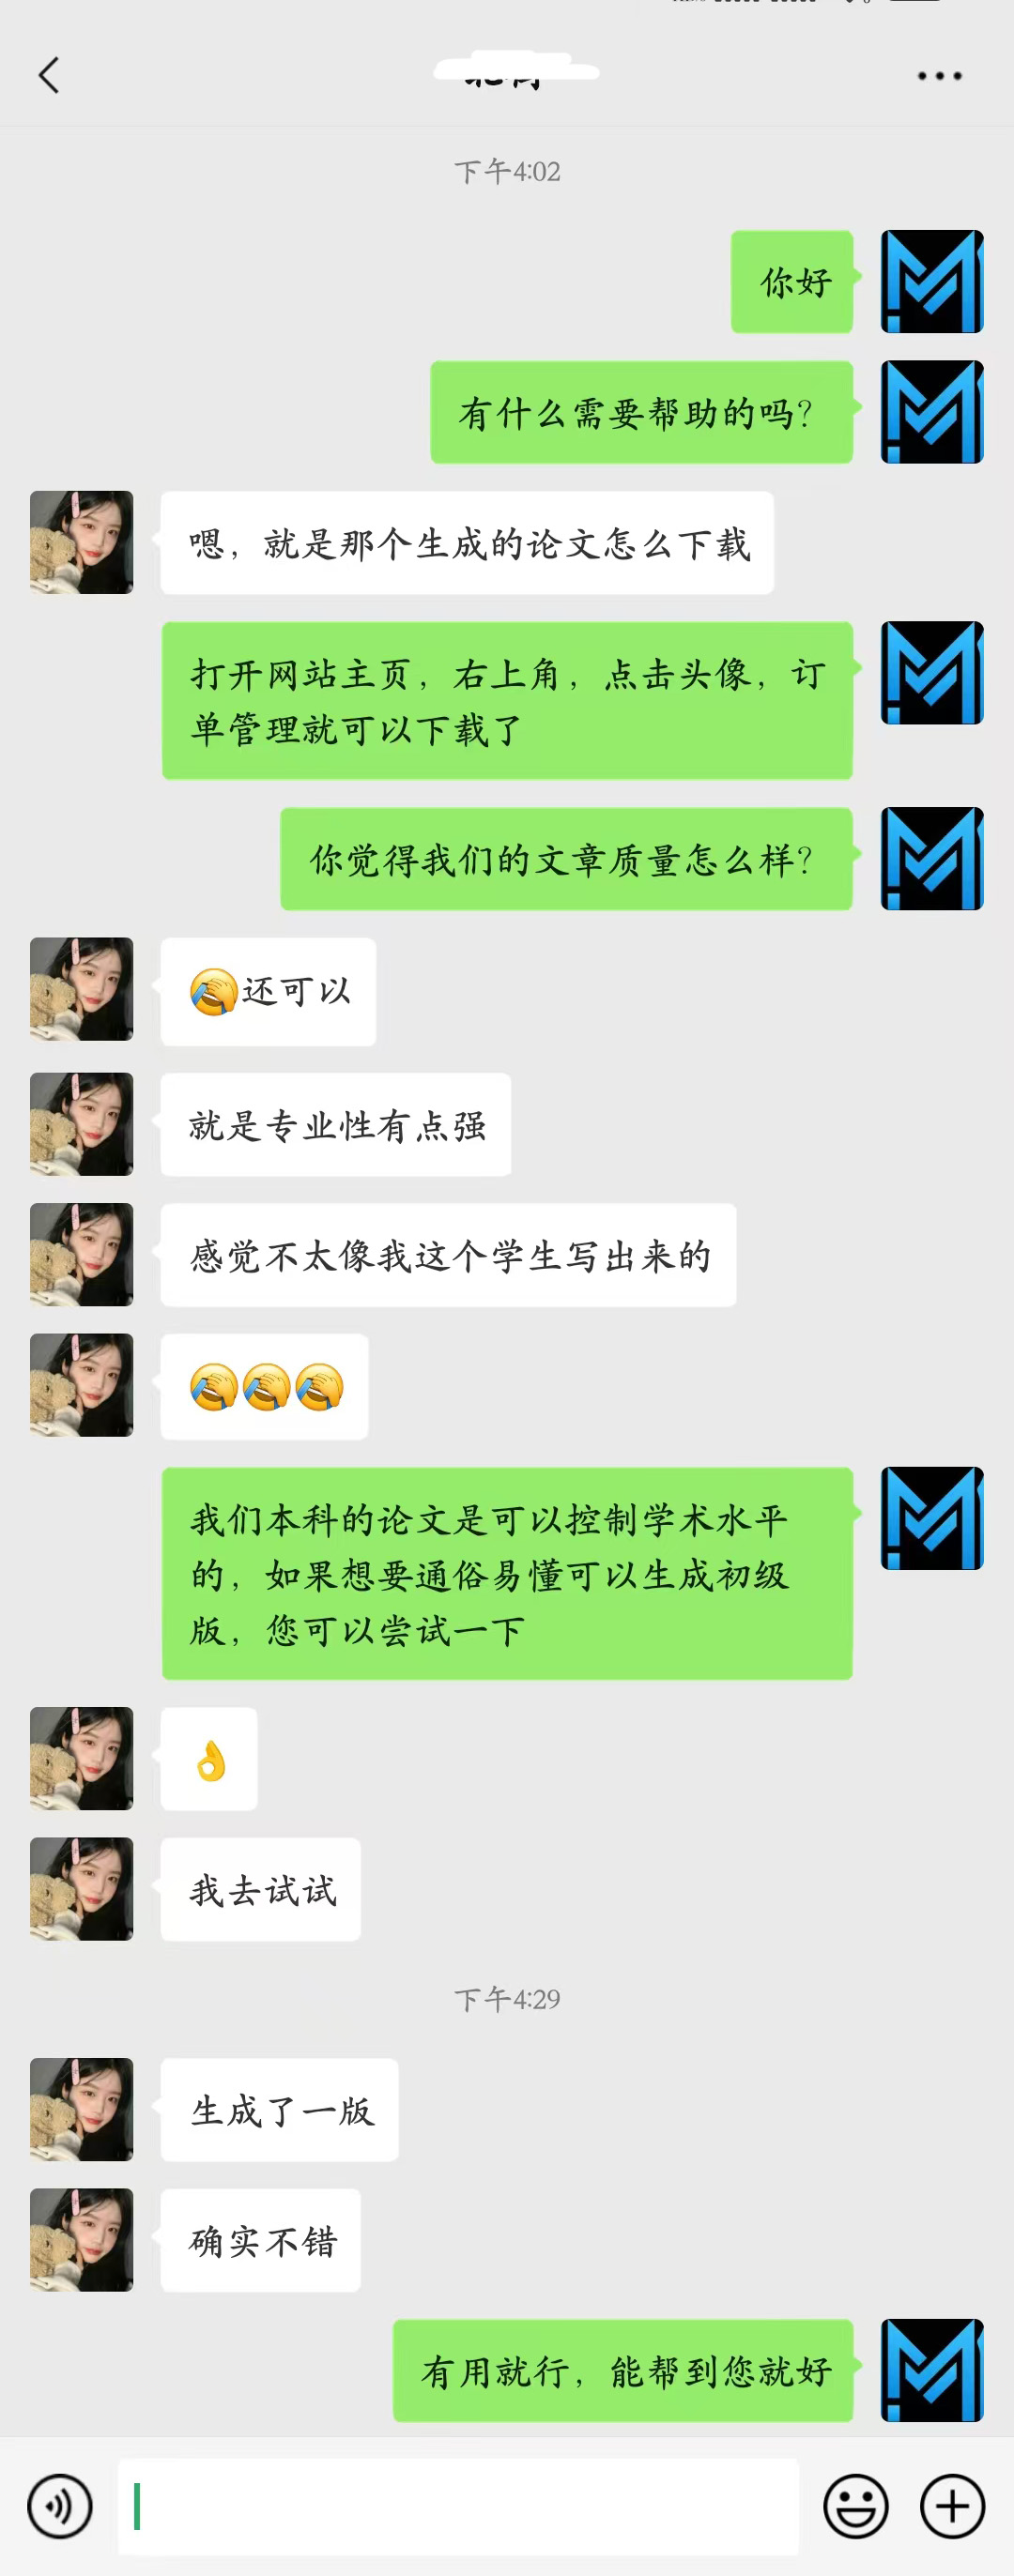 下午4:02
你好
有什么需要帮助的吗?
嗯，就是那个生成的论文怎么下载
打开网站主页，右上角，点击头像，订
单管理就可以下载了
你觉得我们的文章质量怎么样?
🤦还可以
就是专业性有点强
感觉不太像我这个学生写出来的
我们本科的论文是可以控制学术水平
的，如果想要通俗易懂可以生成初级
版，您可以尝试一下
我去试试
下午4:29
生成了一版
确实不错
有用就行，能帮到您就好